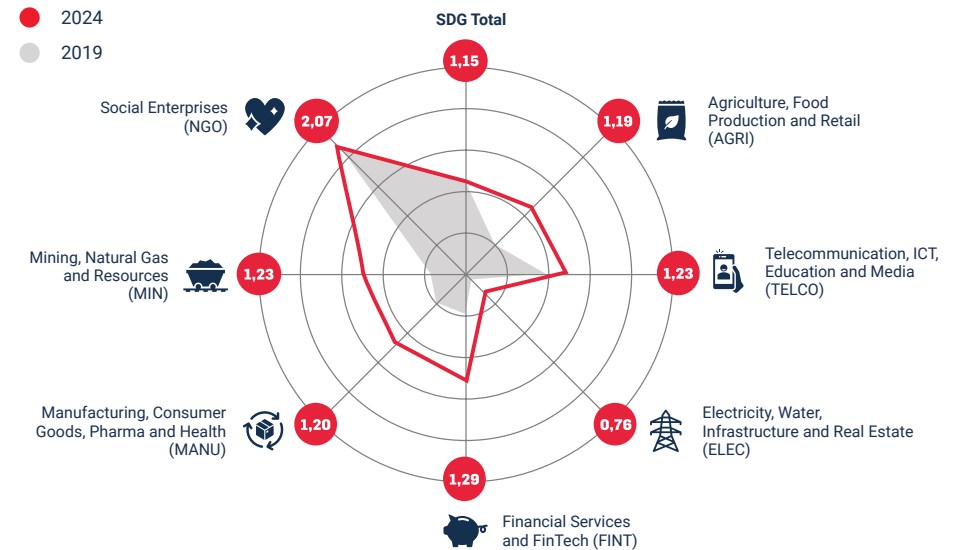 2024
2019
SDG Total
1,15
Social Enterprises
(NGO)
2,07
1,19
Agriculture, Food
Production and Retail
(AGRI)
Mining, Natural Gas
and Resources
(MIN)
1,23
1,23
Telecommunication, ICT,
Education and Media
(TELCO)
Manufacturing, Consumer
Goods, Pharma and Health
(MANU)
1,20
0,76
Electricity, Water,
Infrastructure and Real Estate
(ELEC)
1,29
Financial Services
and FinTech (FINT)